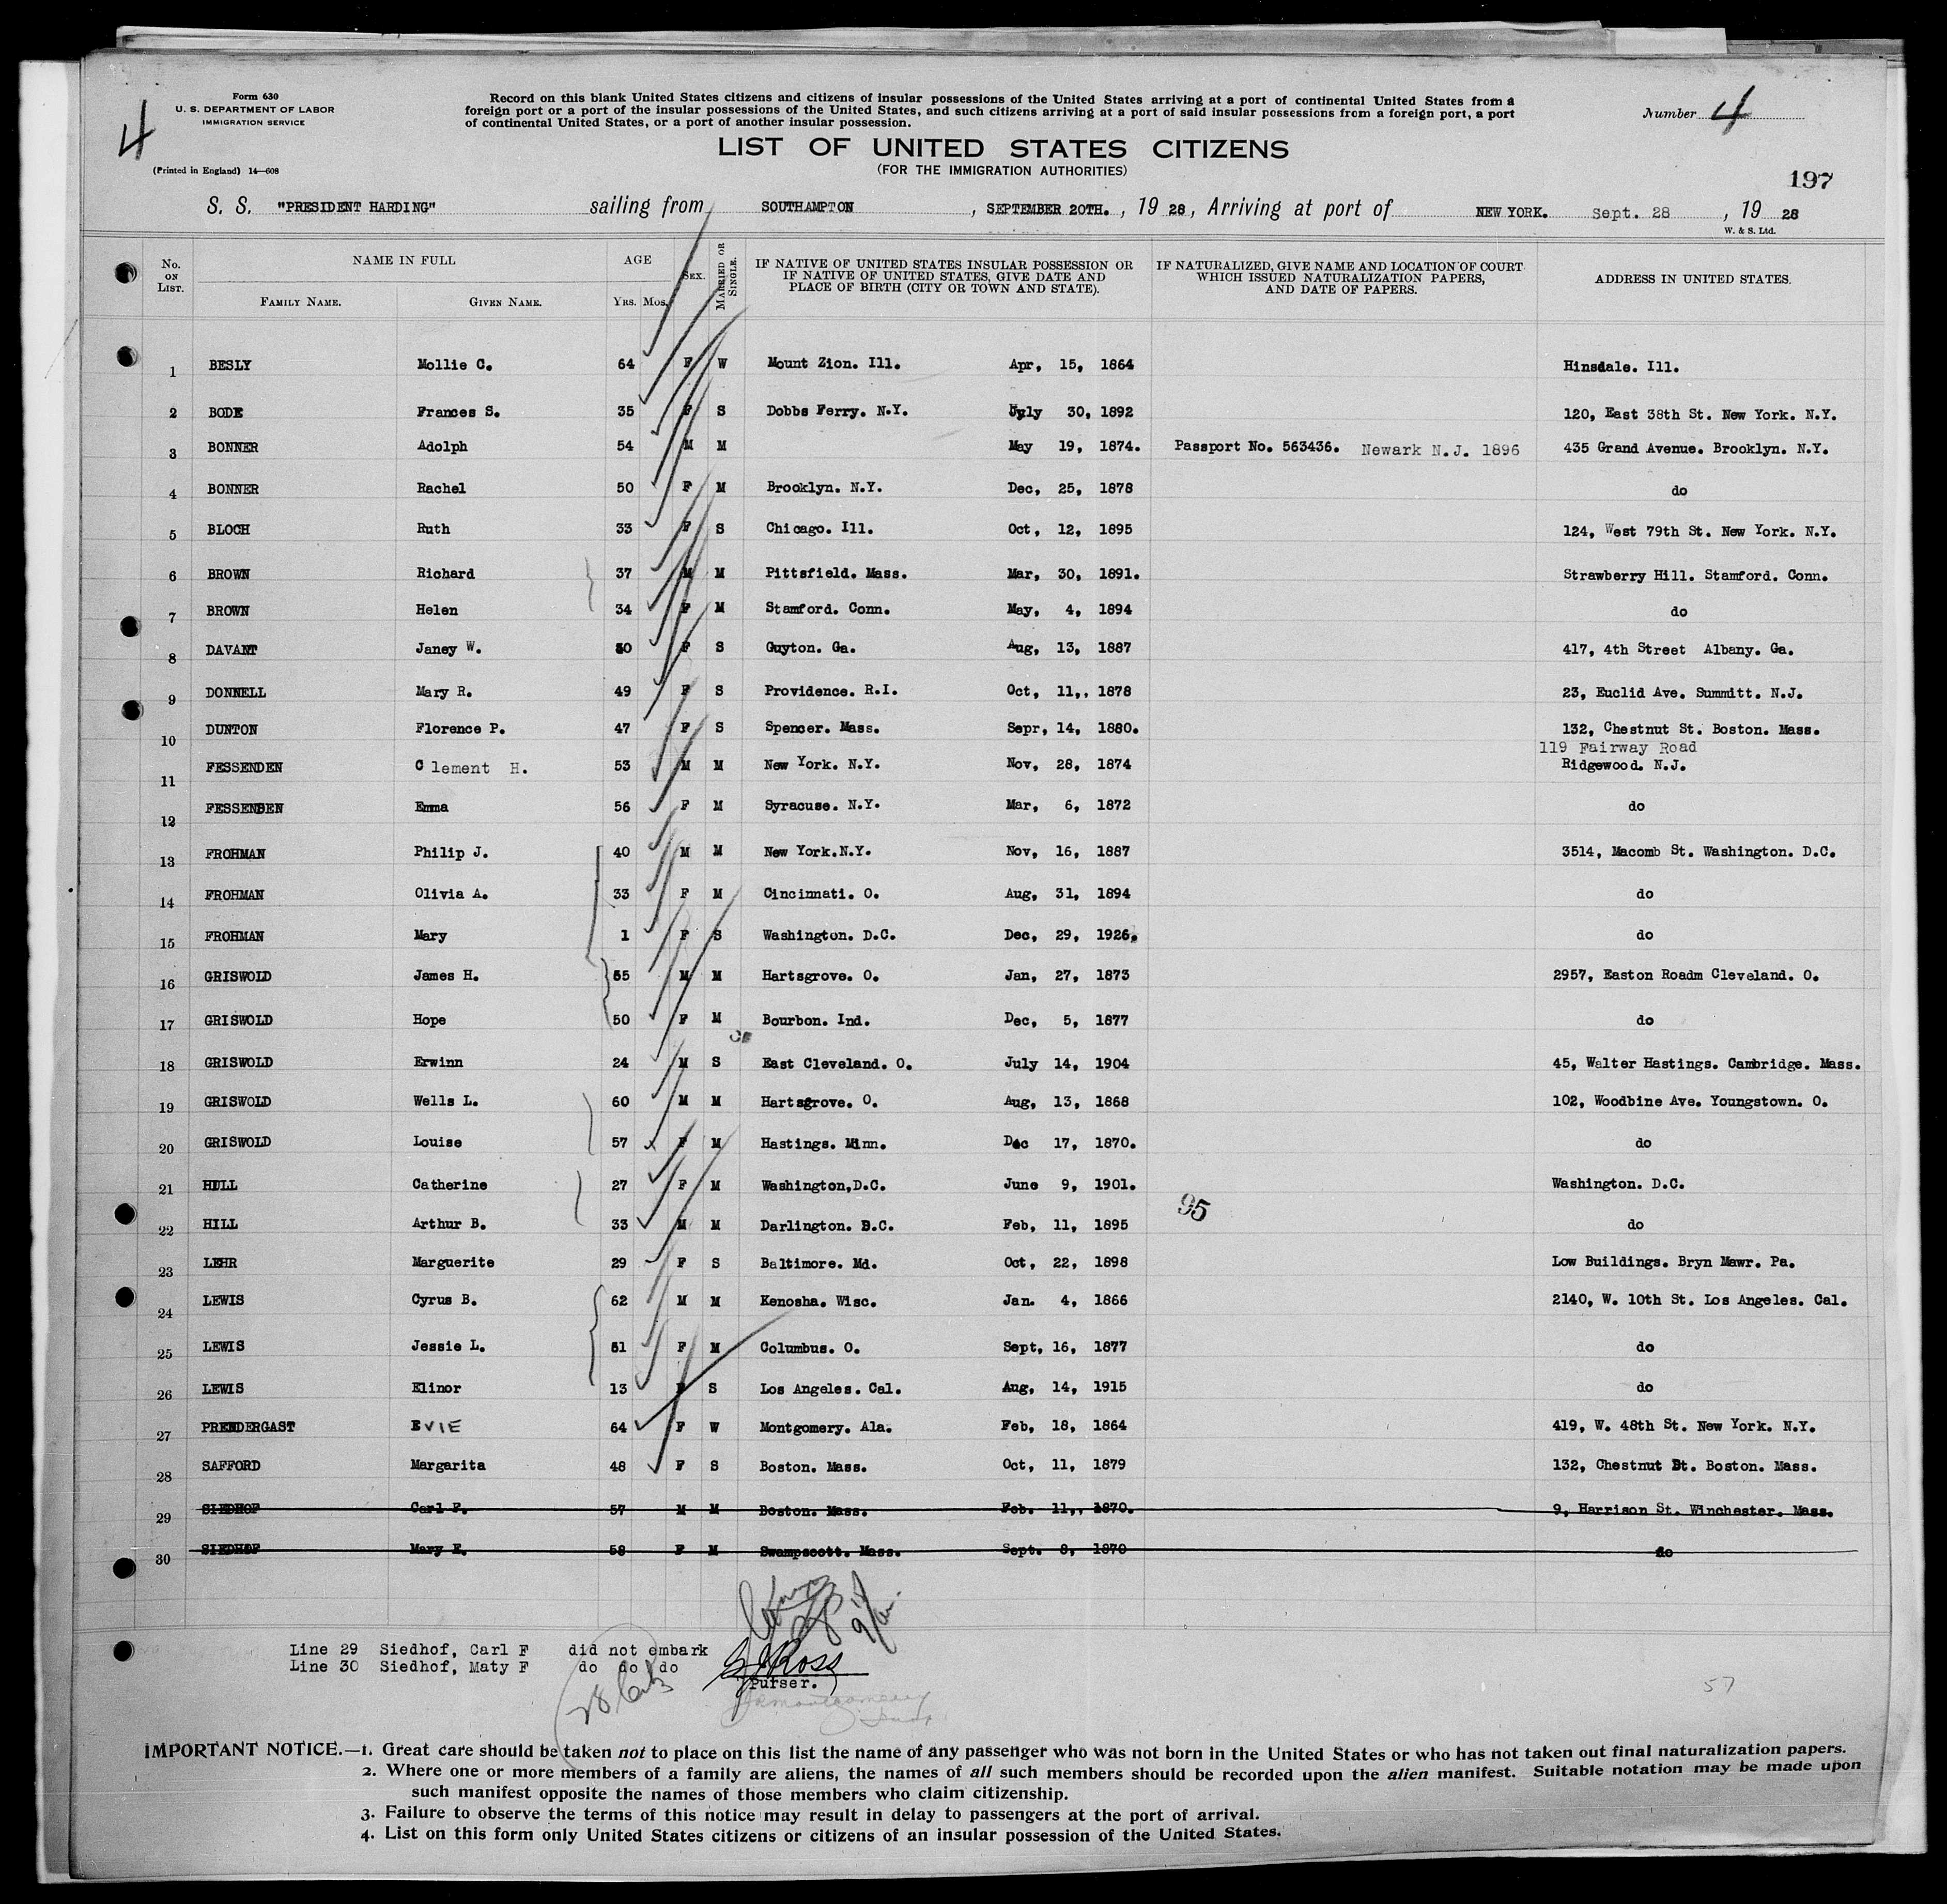 Form 630
U. S. DEPARTMENT OF LABOR
IMMIGRATION SERVICE
4
(Printed in England) 14—608
Record on this blank United States citizens and citizens of insular possessions of the United States arriving at a port of continental United States from a
foreign port or a port of the insular possessions of the United States, and such citizens arriving at a port of said insular possessions from a foreign port, a port
of continental United States, or a port of another insular possession.
Number 4
LIST OF UNITED STATES CITIZENS
(FOR THE IMMIGRATION AUTHORITIES)
197
S. S. "PRESIDENT HARDING" sailing from SOUTHAMPTON, SEPTEMBER 20TH., 19 28, Arriving at port of NEW YORK. Sept. 28, 19 28
W. & S. Ltd.
No. ON LIST. NAME IN FULL FAMILY NAME. GIVEN NAME. AGE YRS. MOS. SEX. MARRIED OR SINGLE. IF NATIVE OF UNITED STATES INSULAR POSSESSION OR IF NATIVE OF UNITED STATES, GIVE DATE AND PLACE OF BIRTH (CITY OR TOWN AND STATE). IF NATURALIZED, GIVE NAME AND LOCATION OF COURT WHICH ISSUED NATURALIZATION PAPERS, AND DATE OF PAPERS. ADDRESS IN UNITED STATES.
1 BESLY Mollie C. 64 F W Mount Zion. Ill. Apr, 15, 1864 Hinsdale. Ill.
2 BODE Frances S. 35 F S Dobbs Ferry. N.Y. July 30, 1892 120, East 38th St. New York. N.Y.
3 BONNER Adolph 54 M M May 19, 1874. Passport No. 563436. Newark N.J. 1896 435 Grand Avenue. Brooklyn. N.Y.
4 BONNER Rachel 50 F M Brooklyn. N.Y. Dec, 25, 1878 do
5 BLOCH Ruth 33 F S Chicago. Ill. Oct, 12, 1895 124, West 79th St. New York. N.Y.
6 BROWN Richard 37 M M Pittsfield. Mass. Mar, 30, 1891. Strawberry Hill. Stamford. Conn.
7 BROWN Helen 34 F M Stamford. Conn. May, 4, 1894 do
8 DAVANT Janey W. F S Guyton. Ga. Aug, 13, 1887 417, 4th Street Albany. Ga.
9 DONNELL Mary R. 49 F S Providence. R.I. Oct, 11,, 1878 23, Euclid Ave. Summitt. N.J.
10 DUNTON Florence P. 47 F S Spencer. Mass. Sepr, 14, 1880. 132, Chestnut St. Boston. Mass.
119 Fairway Road
11 FESSENDEN Clement H. 53 M M New York. N.Y. Nov, 28, 1874 Ridgewood. N.J.
12 FESSENDEN Emma 56 F M Syracuse. N.Y. Mar, 6, 1872 do
13 FROHMAN Philip J. 40 M M New York.N.Y. Nov, 16, 1887 3514, Macomb St. Washington. D.C.
14 FROHMAN Olivia A. 33 F M Cincinnati. O. Aug, 31, 1894 do
15 FROHMAN Mary 1 F S Washington. D.C. Dec, 29, 1926. do
16 GRISWOLD James H. 55 M M Hartsgrove. O. Jan, 27, 1873 2957, Easton Roadm Cleveland. O.
17 GRISWOLD Hope 50 F M Bourbon. Ind. Dec, 5, 1877 do
18 GRISWOLD Erwinn 24 M S East Cleveland. O. July 14, 1904 45, Walter Hastings. Cambridge. Mass.
19 GRISWOLD Wells L. 60 M M Hartsgrove. O. Aug, 13, 1868 102, Woodbine Ave. Youngstown. O.
20 GRISWOLD Louise 57 F M Hastings. Minn. Dec 17, 1870. do
21 HILL Catherine 27 F M Washington,D.C. June 9, 1901. Washington. D.C.
95
22 HILL Arthur B. 33 M M Darlington. Feb, 11, 1895 do
23 LEHR Marguerite 29 F S Baltimore. Md. Oct, 22, 1898 Low Buildings. Bryn Mawr. Pa.
24 LEWIS Cyrus B. 62 M M Kenosha. Wisc. Jan. 4, 1866 2140, W. 10th St. Los Angeles. Cal.
25 LEWIS Jessie L. 51 F M Columbus. O. Sept, 16, 1877 do
26 LEWIS Elinor 13 F S Los Angeles. Cal. Aug, 14, 1915 do
27 PRENDERGAST EVIE 64 F W Montgomery. Ala. Feb, 18, 1864 419, W. 48th St. New York. N.Y.
28 SAFFORD Margarita 48 F S Boston. Mass. Oct, 11, 1879 132, Chestnut St. Boston. Mass.
29 SIEDHOF Carl F. 57 M M Boston. Mass. Feb. 11,, 1870. 9, Harrison St. Winchester. Mass.
30 SIEDHOF Mary F. 58 F M Swampscott. Mass. Sept. 8, 1870 do
Line 29 Siedhof, Carl F did not embark
Line 30 Siedhof, Maty F do do do
Ross
Purser.
57
IMPORTANT NOTICE.—1. Great care should be taken not to place on this list the name of any passenger who was not born in the United States or who has not taken out final naturalization papers.
2. Where one or more members of a family are aliens, the names of all such members should be recorded upon the alien manifest. Suitable notation may be made upon
such manifest opposite the names of those members who claim citizenship.
3. Failure to observe the terms of this notice may result in delay to passengers at the port of arrival.
4. List on this form only United States citizens or citizens of an insular possession of the United States.